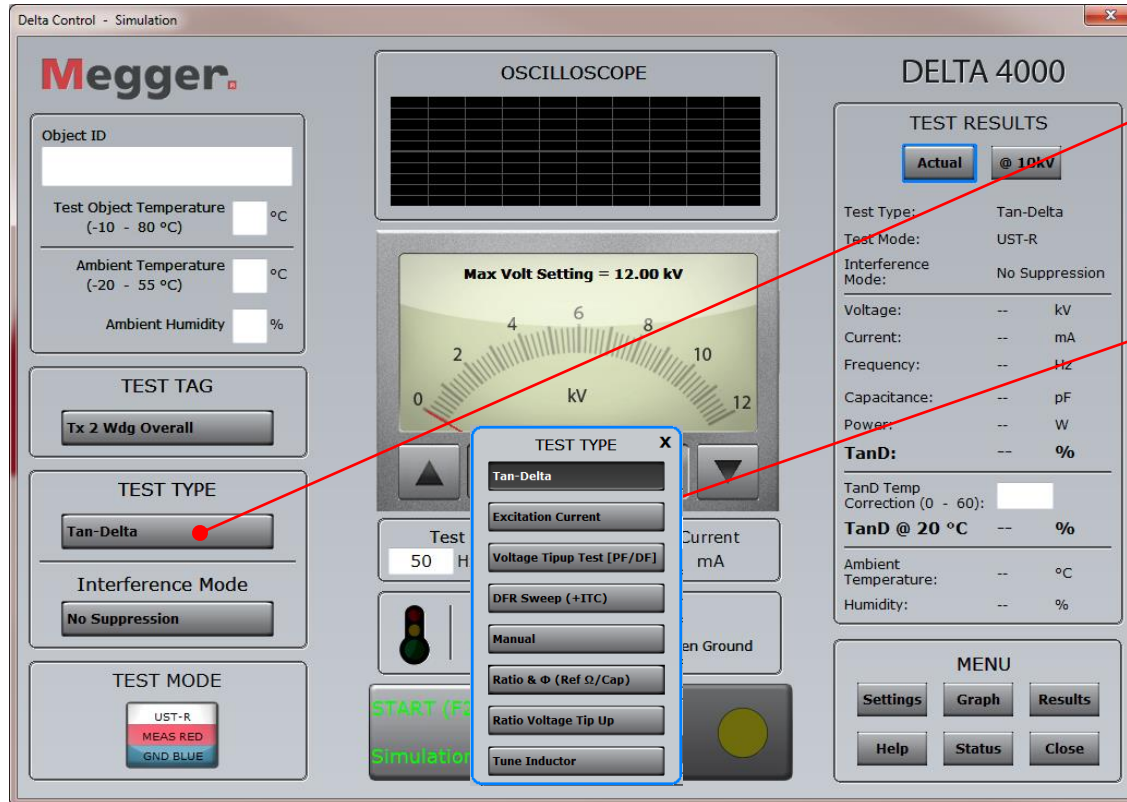 Delta Control - Simulation
x
Megger.
Object ID
Test Object Temperature
(-10 - 80 ºC)
ºC
Ambient Temperature
(-20 - 55 ºC)
ºC
Ambient Humidity
%
TEST TAG
Tx 2 Wdg Overall
TEST TYPE
Tan-Delta
Interference Mode
No Suppression
TEST MODE
UST-R
MEAS RED
GND BLUE
OSCILLOSCOPE
Max Volt Setting = 12.00 kV
0 2 4 6 8 10 12
kV
Test
50 H
Current
mA
en Ground
START (F2
Simulation
TEST TYPE X
Tan-Delta
Excitation Current
Voltage Tipup Test [PF/DF]
DFR Sweep (+ITC)
Manual
Ratio & Φ (Ref Ω/Cap)
Ratio Voltage Tip Up
Tune Inductor
DELTA 4000
TEST RESULTS
Actual @ 10kV
Test Type: Tan-Delta
Test Mode: UST-R
Interference
Mode: No Suppression
Voltage: -- kV
Current: -- mA
Frequency: -- Hz
Capacitance: -- pF
Power: -- W
TanD: -- %
TanD Temp
Correction (0 - 60):
TanD @ 20 ºC -- %
Ambient
Temperature: -- ºC
Humidity: -- %
MENU
Settings Graph Results
Help Status Close